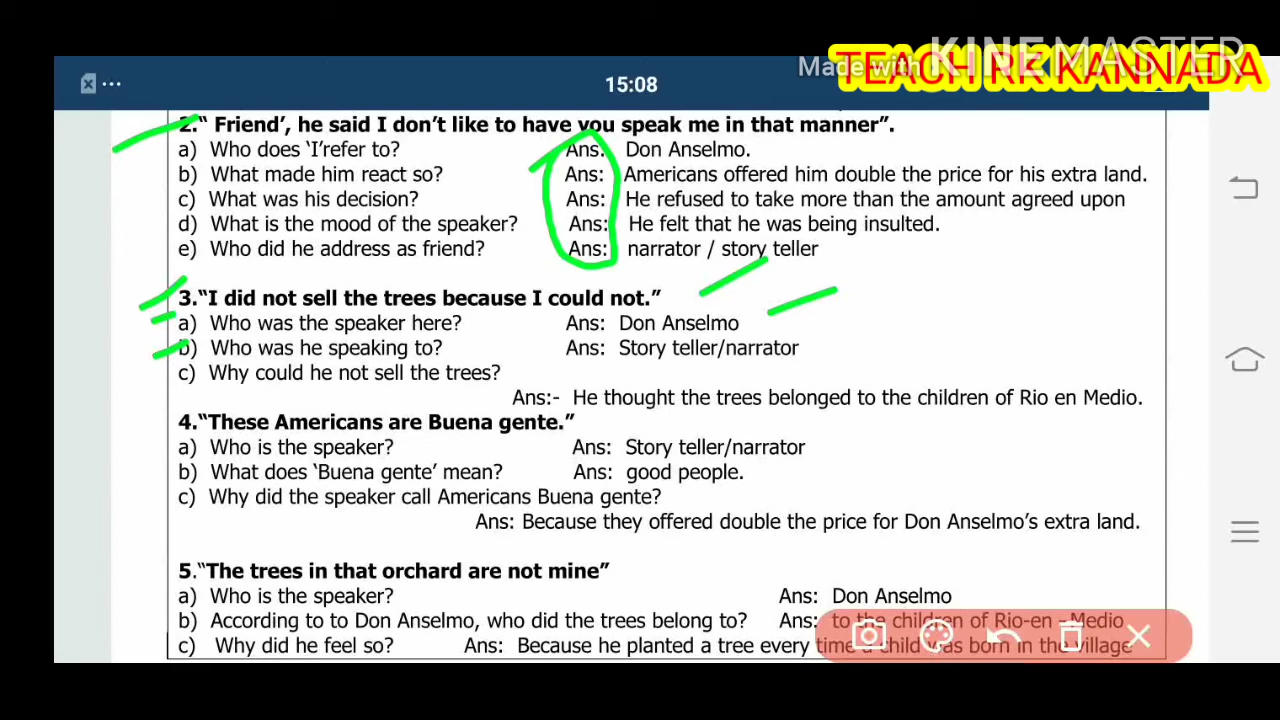 Made with KINEMASTER
TEACH RK KANNADA
15:08
2.“ Friend’, he said I don’t like to have you speak me in that manner”.
a) Who does ‘I’refer to? Ans: Don Anselmo.
b) What made him react so? Ans: Americans offered him double the price for his extra land.
c) What was his decision? Ans: He refused to take more than the amount agreed upon
d) What is the mood of the speaker? Ans: He felt that he was being insulted.
e) Who did he address as friend? Ans: narrator / story teller
3.“I did not sell the trees because I could not.”
a) Who was the speaker here? Ans: Don Anselmo
b) Who was he speaking to? Ans: Story teller/narrator
c) Why could he not sell the trees?
Ans:- He thought the trees belonged to the children of Rio en Medio.
4.“These Americans are Buena gente.”
a) Who is the speaker? Ans: Story teller/narrator
b) What does ‘Buena gente’ mean? Ans: good people.
c) Why did the speaker call Americans Buena gente?
Ans: Because they offered double the price for Don Anselmo’s extra land.
5.“The trees in that orchard are not mine”
a) Who is the speaker? Ans: Don Anselmo
b) According to to Don Anselmo, who did the trees belong to? Ans: to the children of Rio-en - Medio
c) Why did he feel so? Ans: Because he planted a tree every time a child was born in the village